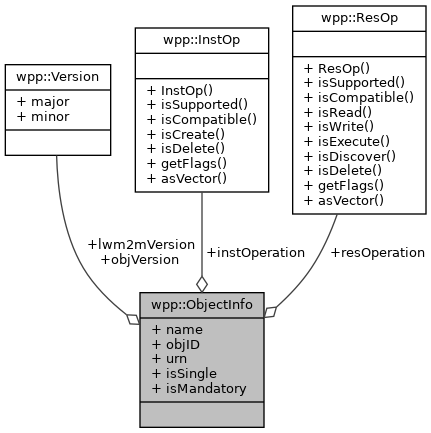 wpp::Version
+ major
+ minor
wpp::InstOp
+ InstOp()
+ isSupported()
+ isCompatible()
+ isCreate()
+ isDelete()
+ getFlags()
+ asVector()
wpp::ResOp
+ ResOp()
+ isSupported()
+ isCompatible()
+ isRead()
+ isWrite()
+ isExecute()
+ isDiscover()
+ isDelete()
+ getFlags()
+ asVector()
+lwm2mVersion
+objVersion
+instOperation
+resOperation
wpp::ObjectInfo
+ name
+ objID
+ urn
+ isSingle
+ isMandatory